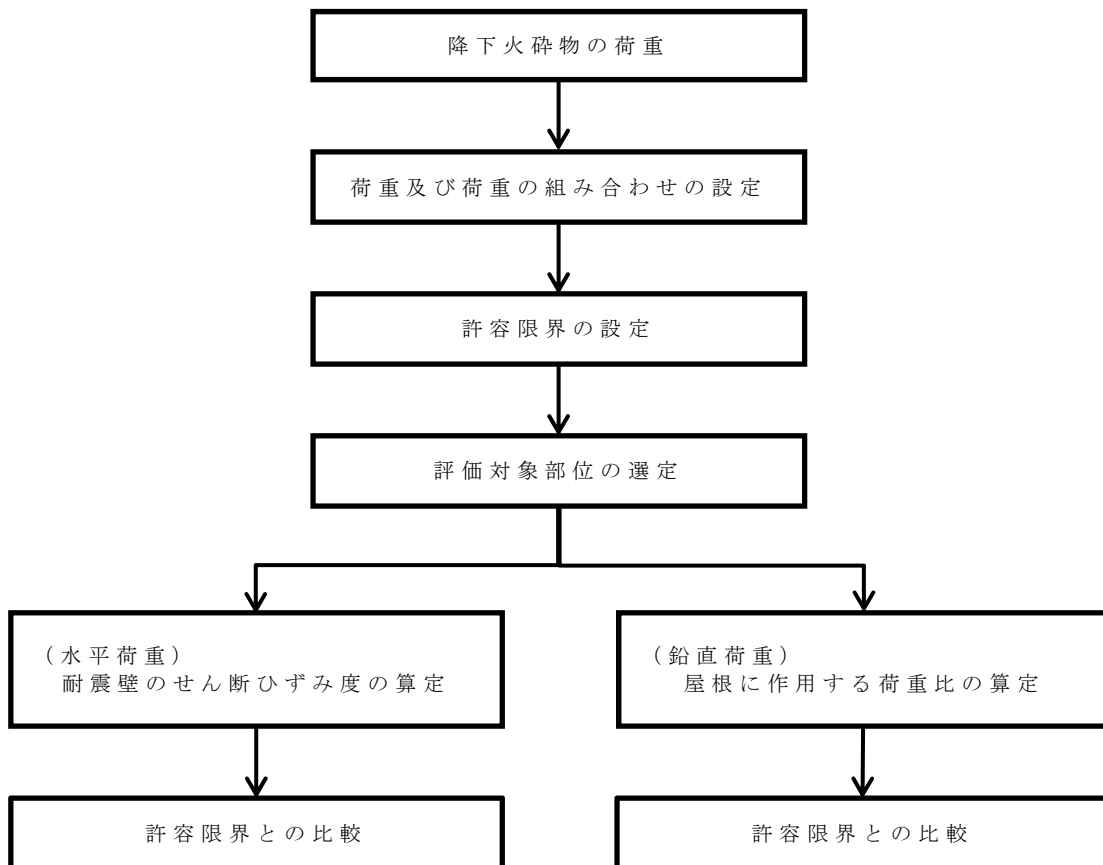 降下火砕物の荷重
荷重及び荷重の組み合わせの設定
許容限界の設定
評価対象部位の選定
(水平荷重)
耐震壁のせん断ひずみ度の算定
(鉛直荷重)
屋根に作用する荷重比の算定
許容限界との比較
許容限界との比較